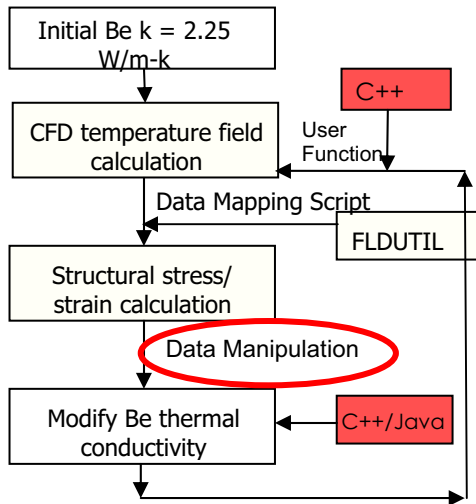 Initial Be k = 2.25
W/m-k
C++
User
Function
CFD temperature field
calculation
Data Mapping Script
FLDUTIL
Structural stress/
strain calculation
Data Manipulation
Modify Be thermal
conductivity
C++/Java